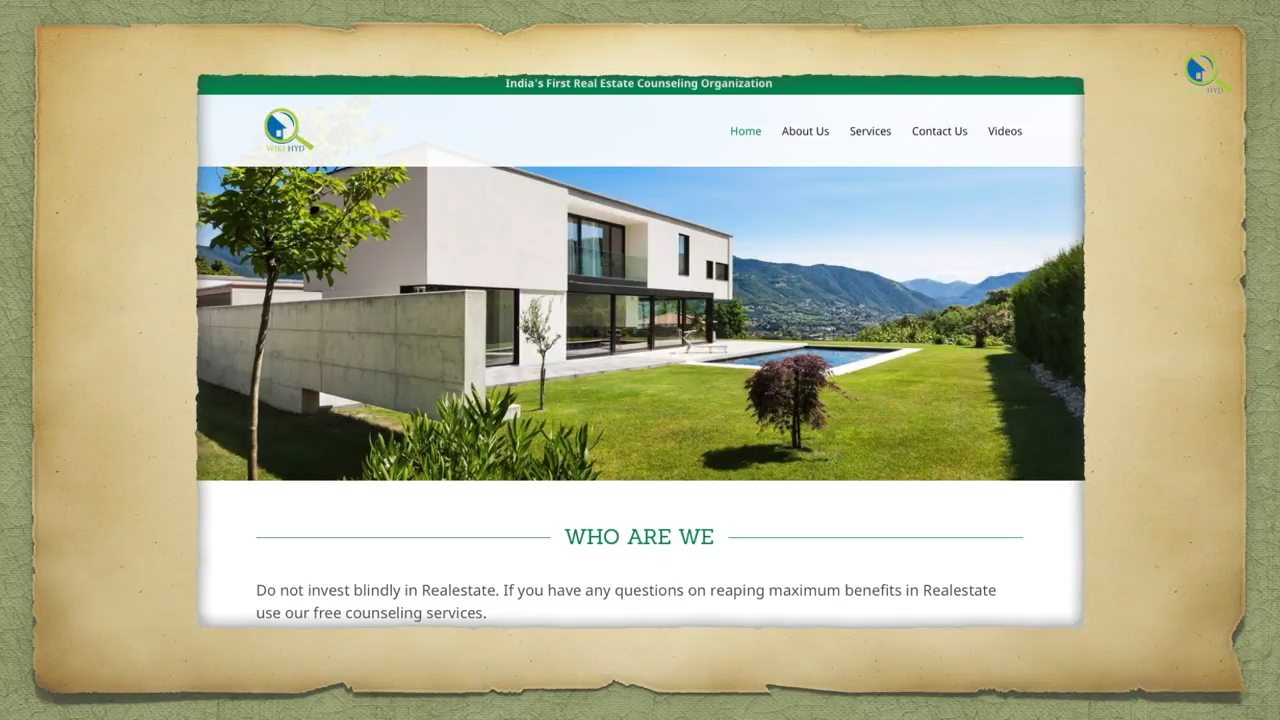 India's First Real Estate Counseling Organization
WIKI HYD
Home About Us Services Contact Us Videos
HYD
WHO ARE WE
Do not invest blindly in Realestate. If you have any questions on reaping maximum benefits in Realestate
use our free counseling services.